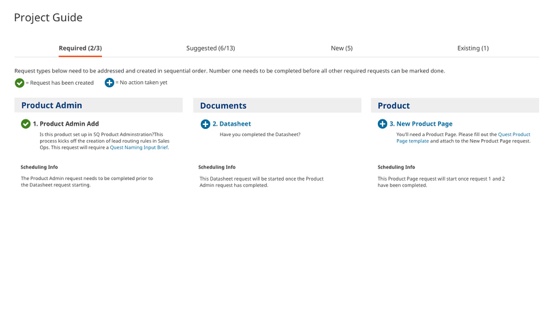 Project Guide
Required (2/3)
Suggested (6/13)
New (5)
Existing (1)
Request types below need to be addressed and created in sequential order. Number one needs to be completed before all other required requests can be marked done.
= Request has been created
= No action taken yet
Product Admin
1. Product Admin Add
Is this product set up in SQ Product Administration?This
process kicks off the creation of lead routing rules in Sales
Ops. This request will require a Quest Naming Input Brief.
Scheduling Info
The Product Admin request needs to be completed prior to
the Datasheet request starting.
Documents
2. Datasheet
Have you completed the Datasheet?
Scheduling Info
This Datasheet request will be started once the Product
Admin request has completed.
Product
3. New Product Page
You'll need a Product Page. Please fill out the Quest Product
Page template and attach to the New Product Page request.
Scheduling Info
This Product Page request will start once request 1 and 2
have been completed.